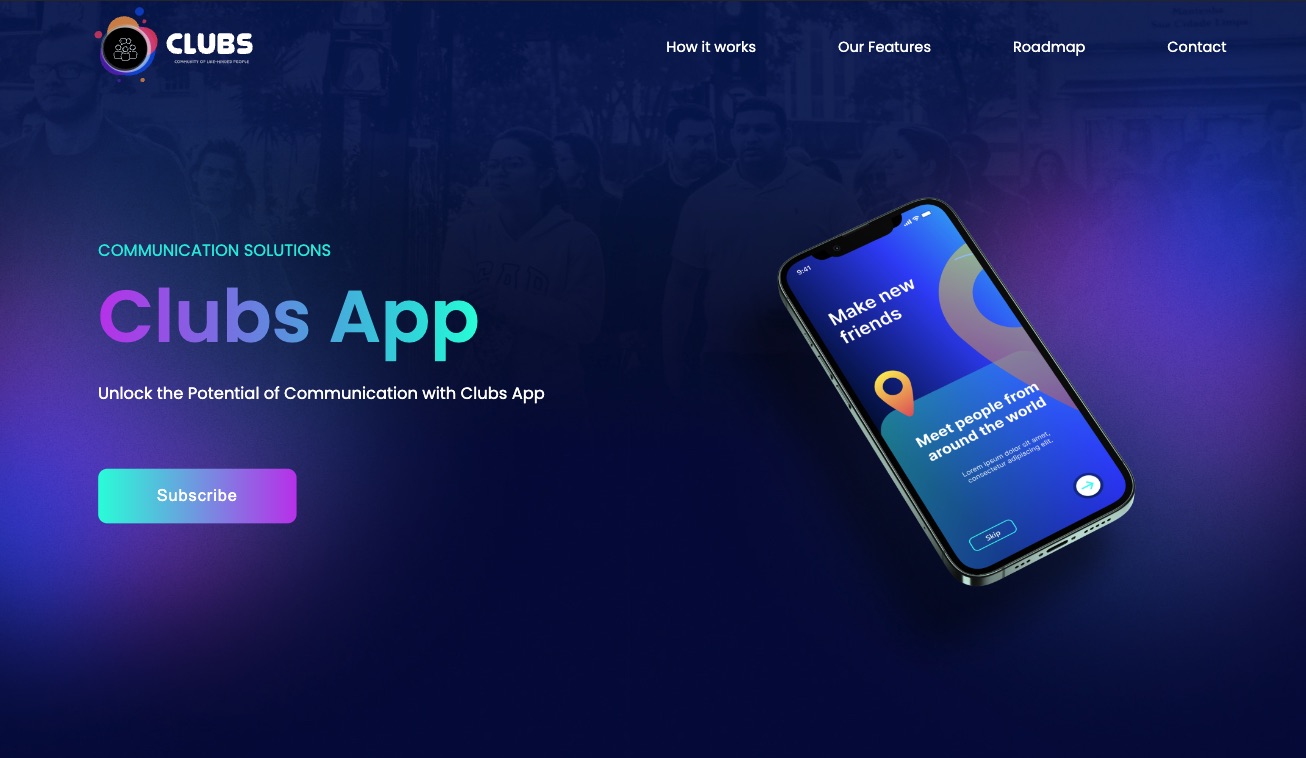 CLUBS
COMMUNITY OF LIKE-MINDED PEOPLE
How it works
Our Features
Roadmap
Contact
COMMUNICATION SOLUTIONS
Clubs App
Unlock the Potential of Communication with Clubs App
Subscribe
9:41
Make new
friends
Meet people from
around the world
Lorem ipsum dolor sit amet,
consectetur adipiscing elit.
Skip